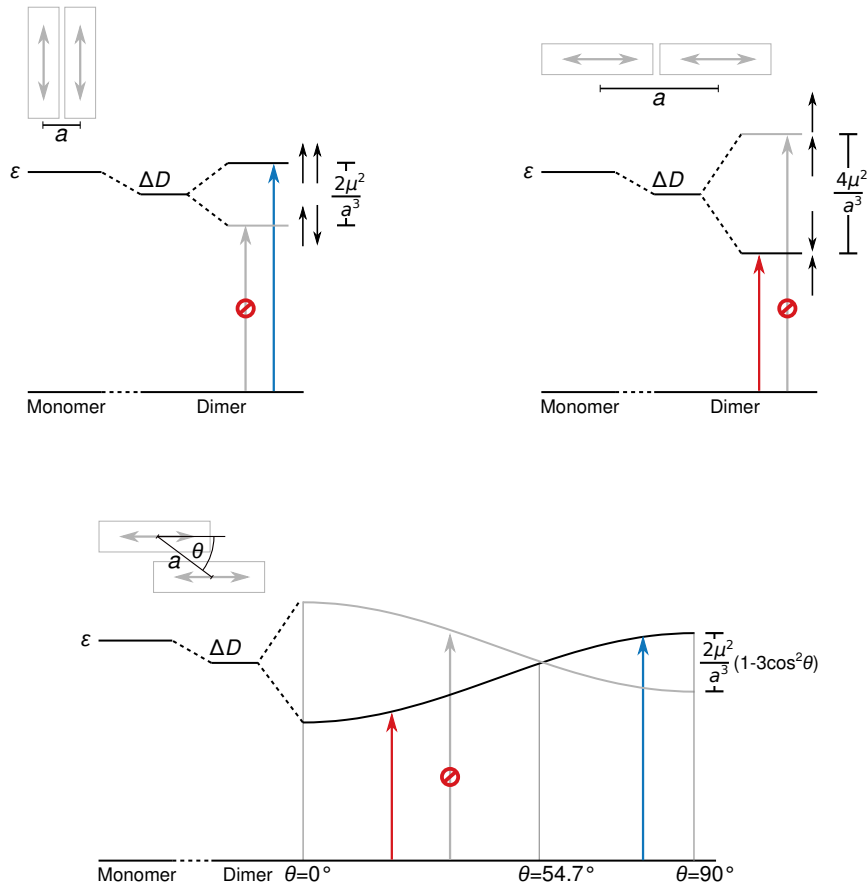 a
ε
ΔD
2μ²
a³
Monomer
Dimer
a
ε
ΔD
4μ²
a³
Monomer
Dimer
θ
a
ε
ΔD
2μ²
a³
(1-3cos²θ)
Monomer
Dimer
θ=0°
θ=54.7°
θ=90°